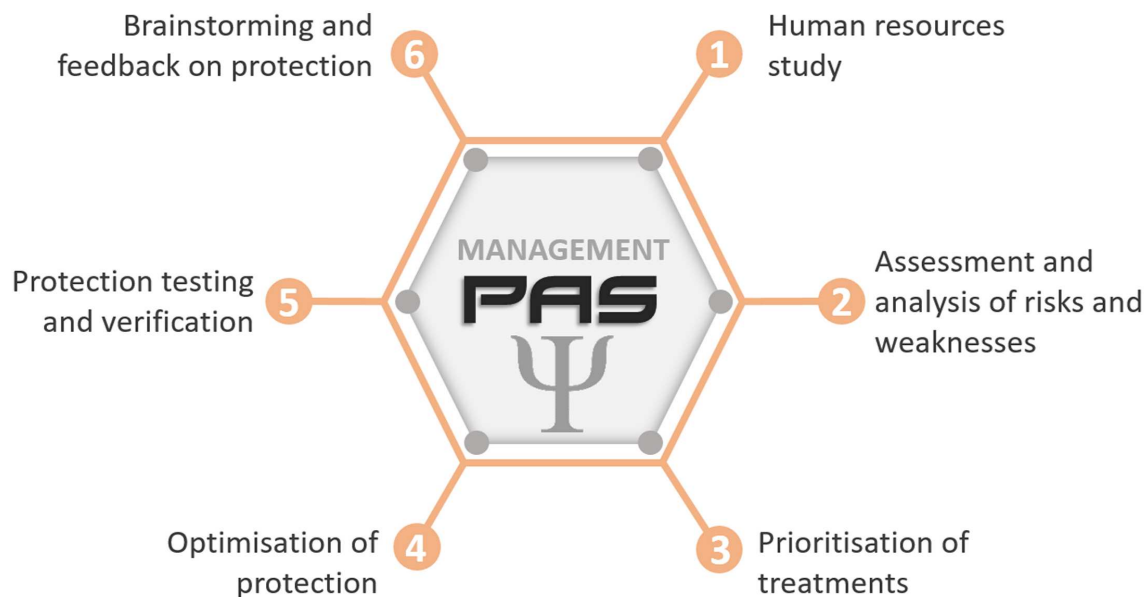 1
Human resources
study
2
Assessment and
analysis of risks and
weaknesses
3
Prioritisation of
treatments
4
Optimisation of
protection
5
Protection testing
and verification
6
Brainstorming and
feedback on protection
MANAGEMENT
PAS
Ψ